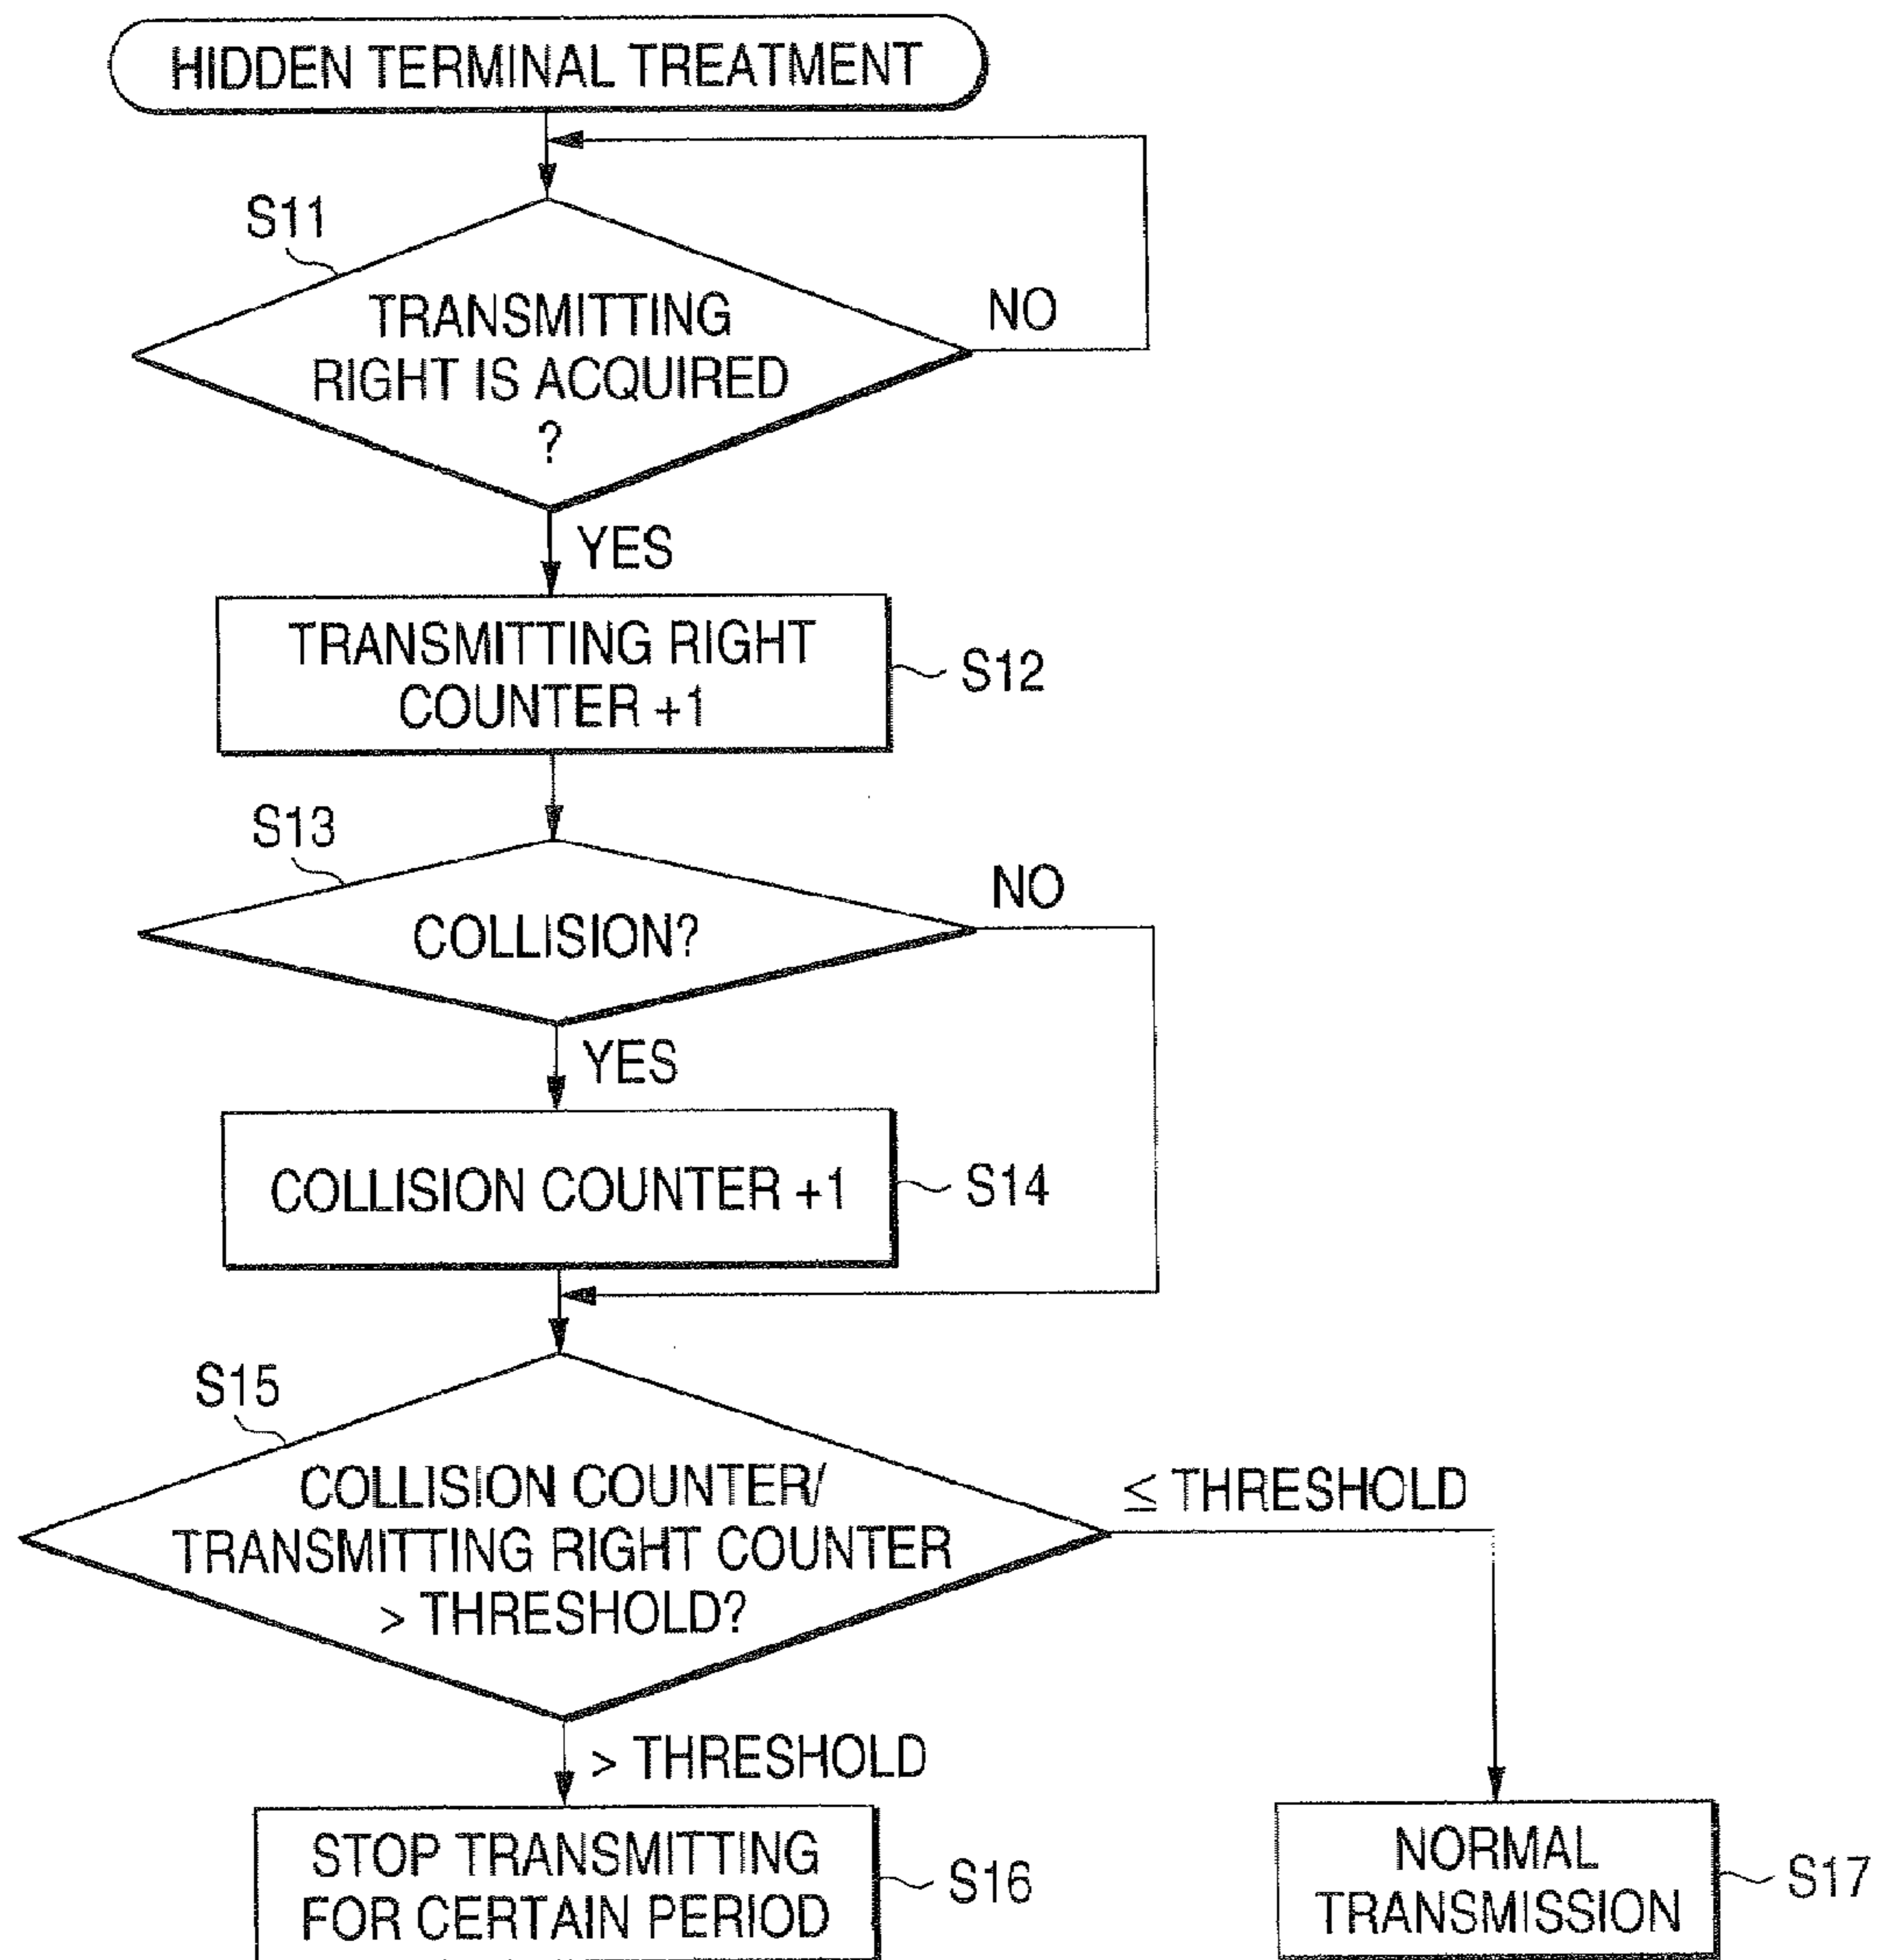 HIDDEN TERMINAL TREATMENT
S11
TRANSMITTING
RIGHT IS ACQUIRED
?
NO
YES
TRANSMITTING RIGHT
COUNTER +1
S12
S13
COLLISION?
NO
YES
COLLISION COUNTER +1
S14
S15
COLLISION COUNTER/
TRANSMITTING RIGHT COUNTER
> THRESHOLD?
≤ THRESHOLD
> THRESHOLD
STOP TRANSMITTING
FOR CERTAIN PERIOD
S16
NORMAL
TRANSMISSION
S17